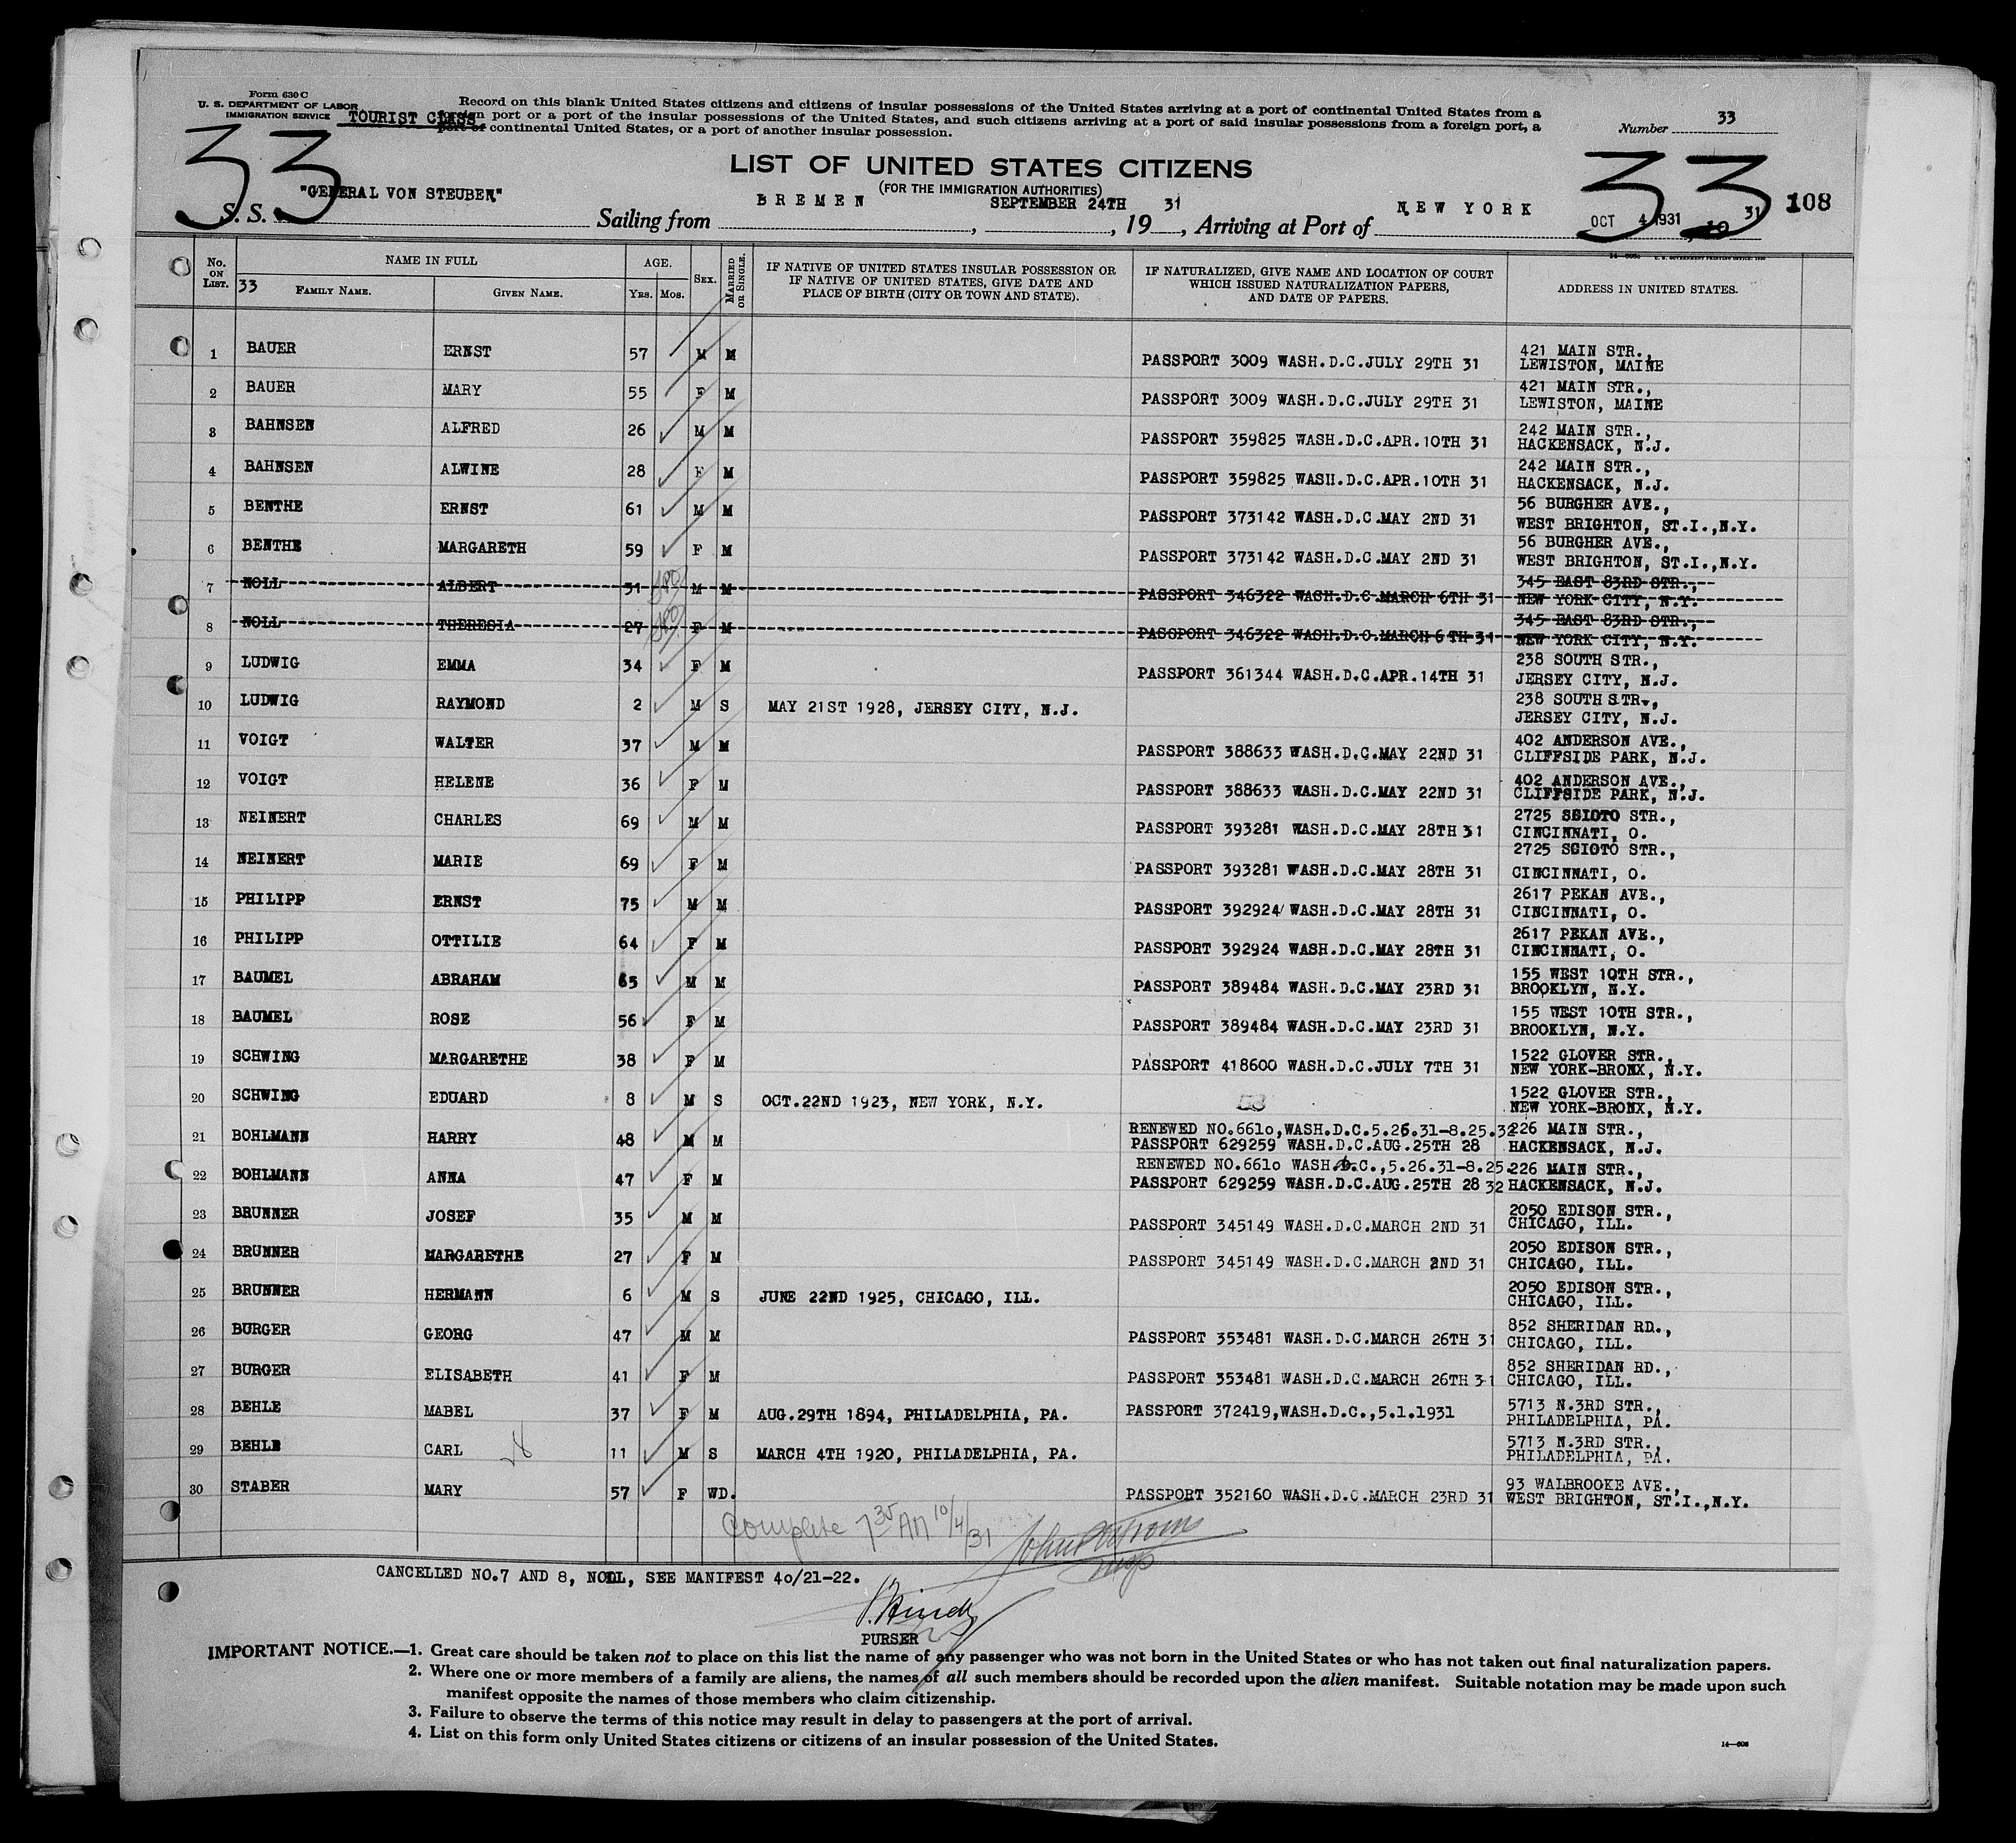 Form 630 C
U. S. DEPARTMENT OF LABOR
IMMIGRATION SERVICE
TOURIST CLASS
Record on this blank United States citizens and citizens of insular possessions of the United States arriving at a port of continental United States from a
foreign port or a port of the insular possessions of the United States, and such citizens arriving at a port of said insular possessions from a foreign port, a
port of continental United States, or a port of another insular possession.
Number 33
33
33
108
LIST OF UNITED STATES CITIZENS
(FOR THE IMMIGRATION AUTHORITIES)
S. S. "GENERAL VON STEUBEN" Sailing from BREMEN, SEPTEMBER 24TH, 19 31, Arriving at Port of NEW YORK OCT 4 1931, 19 31
No. ON LIST. 33 NAME IN FULL FAMILY NAME. GIVEN NAME. AGE. YRS. MOS. SEX. MARRIED OR SINGLE. IF NATIVE OF UNITED STATES INSULAR POSSESSION OR IF NATIVE OF UNITED STATES, GIVE DATE AND PLACE OF BIRTH (CITY OR TOWN AND STATE). IF NATURALIZED, GIVE NAME AND LOCATION OF COURT WHICH ISSUED NATURALIZATION PAPERS, AND DATE OF PAPERS. ADDRESS IN UNITED STATES.
1 BAUER ERNST 57 M M PASSPORT 3009 WASH.D.C.JULY 29TH 31 421 MAIN STR., LEWISTON, MAINE
2 BAUER MARY 55 F M PASSPORT 3009 WASH.D.C.JULY 29TH 31 421 MAIN STR., LEWISTON, MAINE
3 BAHNSEN ALFRED 26 M M PASSPORT 359825 WASH.D.C.APR.10TH 31 242 MAIN STR., HACKENSACK, N.J.
4 BAHNSEN ALWINE 28 F M PASSPORT 359825 WASH.D.C.APR.10TH 31 242 MAIN STR., HACKENSACK, N.J.
5 BENTHE ERNST 61 M M PASSPORT 373142 WASH.D.C.MAY 2ND 31 56 BURGHER AVE., WEST BRIGHTON, ST.I.,N.Y.
6 BENTHE MARGARETH 59 F M PASSPORT 373142 WASH.D.C.MAY 2ND 31 56 BURGHER AVE., WEST BRIGHTON, ST.I.,N.Y.
7 NOLL ALBERT 31 M M PASSPORT 346322 WASH.D.C.MARCH 6TH 31 345 EAST 83RD STR., NEW YORK CITY, N.Y.
8 NOLL THERESIA 27 F M PASSPORT 346322 WASH.D.C.MARCH 6 TH 31 345 EAST 83RD STR., NEW YORK CITY, N.Y.
9 LUDWIG EMMA 34 F M PASSPORT 361344 WASH.D.C.APR.14TH 31 238 SOUTH STR., JERSEY CITY, N.J.
10 LUDWIG RAYMOND 2 M S MAY 21ST 1928, JERSEY CITY, N.J. 238 SOUTH STR., JERSEY CITY, N.J.
11 VOIGT WALTER 37 M M PASSPORT 388633 WASH.D.C.MAY 22ND 31 402 ANDERSON AVE., CLIFFSIDE PARK, N.J.
12 VOIGT HELENE 36 F M PASSPORT 388633 WASH.D.C.MAY 22ND 31 402 ANDERSON AVE., CLIFFSIDE PARK, N.J.
13 NEINERT CHARLES 69 M M PASSPORT 393281 WASH.D.C.MAY 28TH 31 2725 SCIOTO STR., CINCINNATI, O.
14 NEINERT MARIE 69 F M PASSPORT 393281 WASH.D.C.MAY 28TH 31 2725 SCIOTO STR., CINCINNATI, O.
15 PHILIPP ERNST 75 M M PASSPORT 392924 WASH.D.C.MAY 28TH 31 2617 PEKAN AVE., CINCINNATI, O.
16 PHILIPP OTTILIE 64 F M PASSPORT 392924 WASH.D.C.MAY 28TH 31 2617 PEKAN AVE., CINCINNATI, O.
17 BAUMEL ABRAHAM 65 M M PASSPORT 389484 WASH.D.C.MAY 23RD 31 155 WEST 10TH STR., BROOKLYN, N.Y.
18 BAUMEL ROSE 56 F M PASSPORT 389484 WASH.D.C.MAY 23RD 31 155 WEST 10TH STR., BROOKLYN, N.Y.
19 SCHWING MARGARETHE 38 F M PASSPORT 418600 WASH.D.C.JULY 7TH 31 1522 GLOVER STR., NEW YORK-BRONX, N.Y.
20 SCHWING EDUARD 8 M S OCT.22ND 1923, NEW YORK, N.Y. 1522 GLOVER STR., NEW YORK-BRONX, N.Y.
21 BOHLMANN HARRY 48 M M RENEWED NO.6610,WASH.D.C.5.26.31-8.25.32 PASSPORT 629259 WASH.D.C.AUG.25TH 28 226 MAIN STR., HACKENSACK, N.J.
22 BOHLMANN ANNA 47 F M RENEWED NO.6610 WASH.D.C.,5.26.31-8.25.32 PASSPORT 629259 WASH.D.C.AUG.25TH 28 226 MAIN STR., HACKENSACK, N.J.
23 BRUNNER JOSEF 35 M M PASSPORT 345149 WASH.D.C.MARCH 2ND 31 2050 EDISON STR., CHICAGO, ILL.
24 BRUNNER MARGARETHE 27 F M PASSPORT 345149 WASH.D.C.MARCH 2ND 31 2050 EDISON STR., CHICAGO, ILL.
25 BRUNNER HERMANN 6 M S JUNE 22ND 1925, CHICAGO, ILL. 2050 EDISON STR., CHICAGO, ILL.
26 BURGER GEORG 47 M M PASSPORT 353481 WASH.D.C.MARCH 26TH 31 852 SHERIDAN RD., CHICAGO, ILL.
27 BURGER ELISABETH 41 F M PASSPORT 353481 WASH.D.C.MARCH 26TH 31 852 SHERIDAN RD., CHICAGO, ILL.
28 BEHLE MABEL 37 F M AUG.29TH 1894, PHILADELPHIA, PA. PASSPORT 372419,WASH.D.C.,5.1.1931 5713 N.3RD STR., PHILADELPHIA, PA.
29 BEHLE CARL 11 M S MARCH 4TH 1920, PHILADELPHIA, PA. 5713 N.3RD STR., PHILADELPHIA, PA.
30 STABER MARY 57 F WD. PASSPORT 352160 WASH.D.C.MARCH 23RD 31 93 WALBROOKE AVE., WEST BRIGHTON, ST.I.,N.Y.
Complete 7 35 AM 10/4/31
CANCELLED NO.7 AND 8, NOLL, SEE MANIFEST 40/21-22.
PURSER
IMPORTANT NOTICE.—1. Great care should be taken not to place on this list the name of any passenger who was not born in the United States or who has not taken out final naturalization papers.
2. Where one or more members of a family are aliens, the names of all such members should be recorded upon the alien manifest. Suitable notation may be made upon such
manifest opposite the names of those members who claim citizenship.
3. Failure to observe the terms of this notice may result in delay to passengers at the port of arrival.
4. List on this form only United States citizens or citizens of an insular possession of the United States.